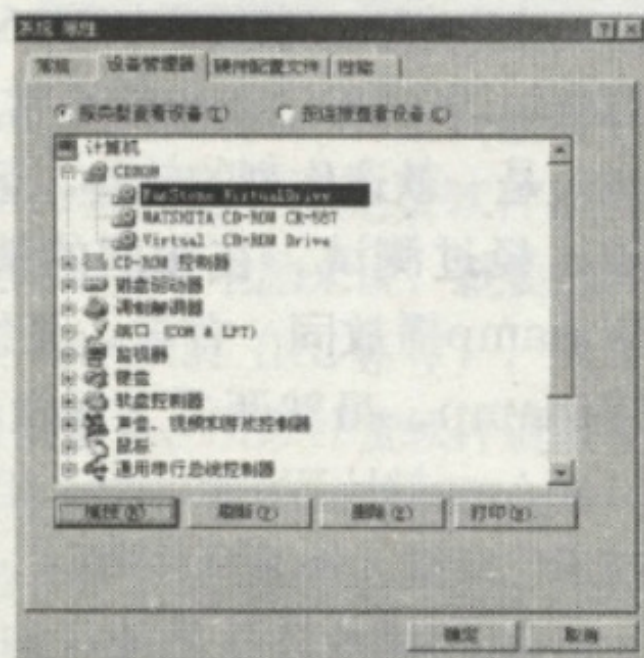 系统 属性
常规 设备管理器 硬件配置文件 性能
按类型查看设备(T) 按连接查看设备(C)
计算机
CDROM
FarStone VirtualDrive
MATSHITA CD-ROM CR-587
Virtual CD-ROM Drive
CD-ROM 控制器
磁盘驱动器
调制解调器
端口 (COM & LPT)
监视器
键盘
软盘控制器
声音、视频和游戏控制器
鼠标
通用串行总线控制器
属性(R) 刷新 删除(E) 打印(N)
确定 取消